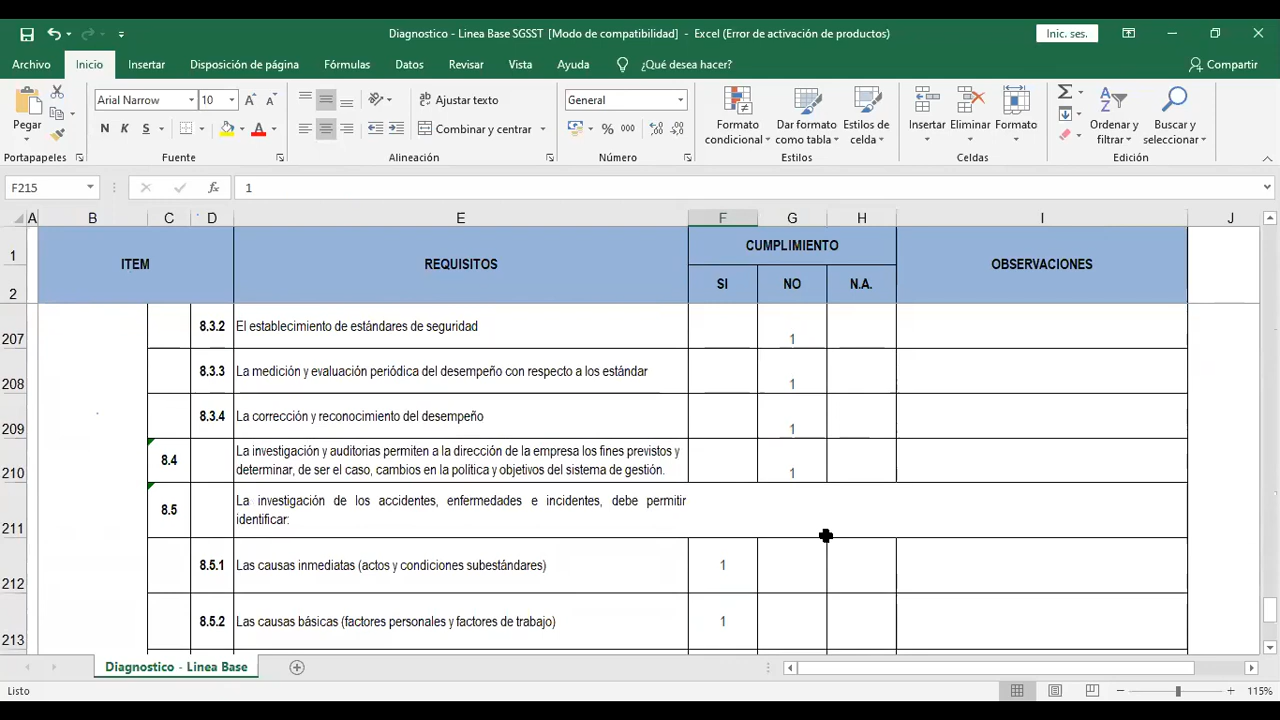 Diagnostico - Linea Base SGSST [Modo de compatibilidad] - Excel (Error de activación de productos)
Inic. ses.
Archivo Inicio Insertar Disposición de página Fórmulas Datos Revisar Vista Ayuda ¿Qué desea hacer? Compartir
Pegar
Arial Narrow 10
N K S
Ajustar texto
Combinar y centrar
General
% 000
Formato condicional
Dar formato como tabla
Estilos de celda
Insertar
Eliminar
Formato
Ordenar y filtrar
Buscar y seleccionar
Portapapeles Fuente Alineación Número Estilos Celdas Edición
F215 fx 1
A B C D E F G H I J
1 ITEM REQUISITOS CUMPLIMIENTO OBSERVACIONES
2 SI NO N.A.
207 8.3.2 El establecimiento de estándares de seguridad 1
208 8.3.3 La medición y evaluación periódica del desempeño con respecto a los estándar 1
209 8.3.4 La corrección y reconocimiento del desempeño 1
210 8.4 La investigación y auditorias permiten a la dirección de la empresa los fines previstos y
determinar, de ser el caso, cambios en la política y objetivos del sistema de gestión. 1
211 8.5 La investigación de los accidentes, enfermedades e incidentes, debe permitir
identificar:
212 8.5.1 Las causas inmediatas (actos y condiciones subestándares) 1
213 8.5.2 Las causas básicas (factores personales y factores de trabajo) 1
Diagnostico - Linea Base
Listo 115%